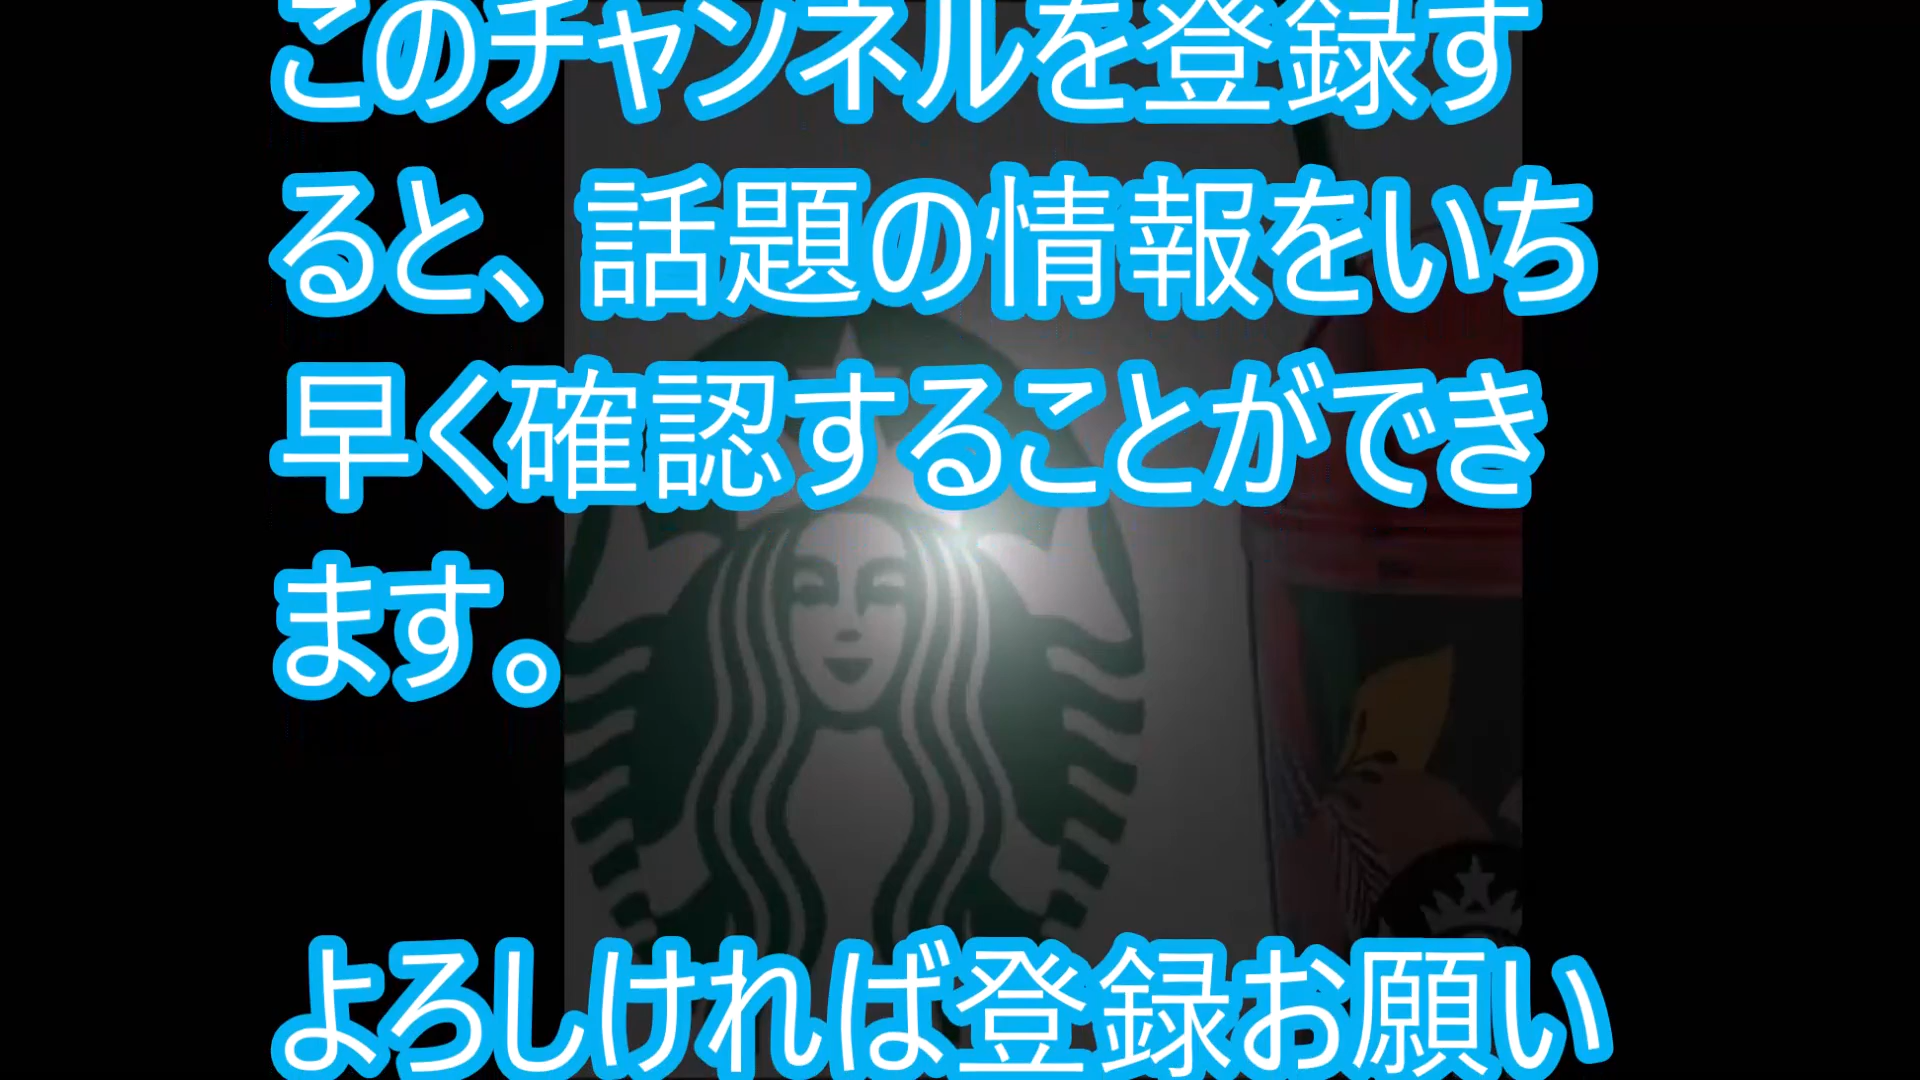 このチャンネルを登録す
ると、話題の情報をいち
早く確認することができ
ます。
よろしければ登録お願い